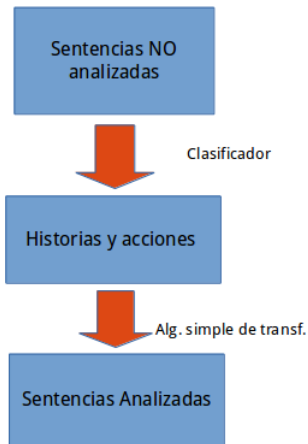 Sentencias NO
analizadas
Clasificador
Historias y acciones
Alg. simple de transf.
Sentencias Analizadas